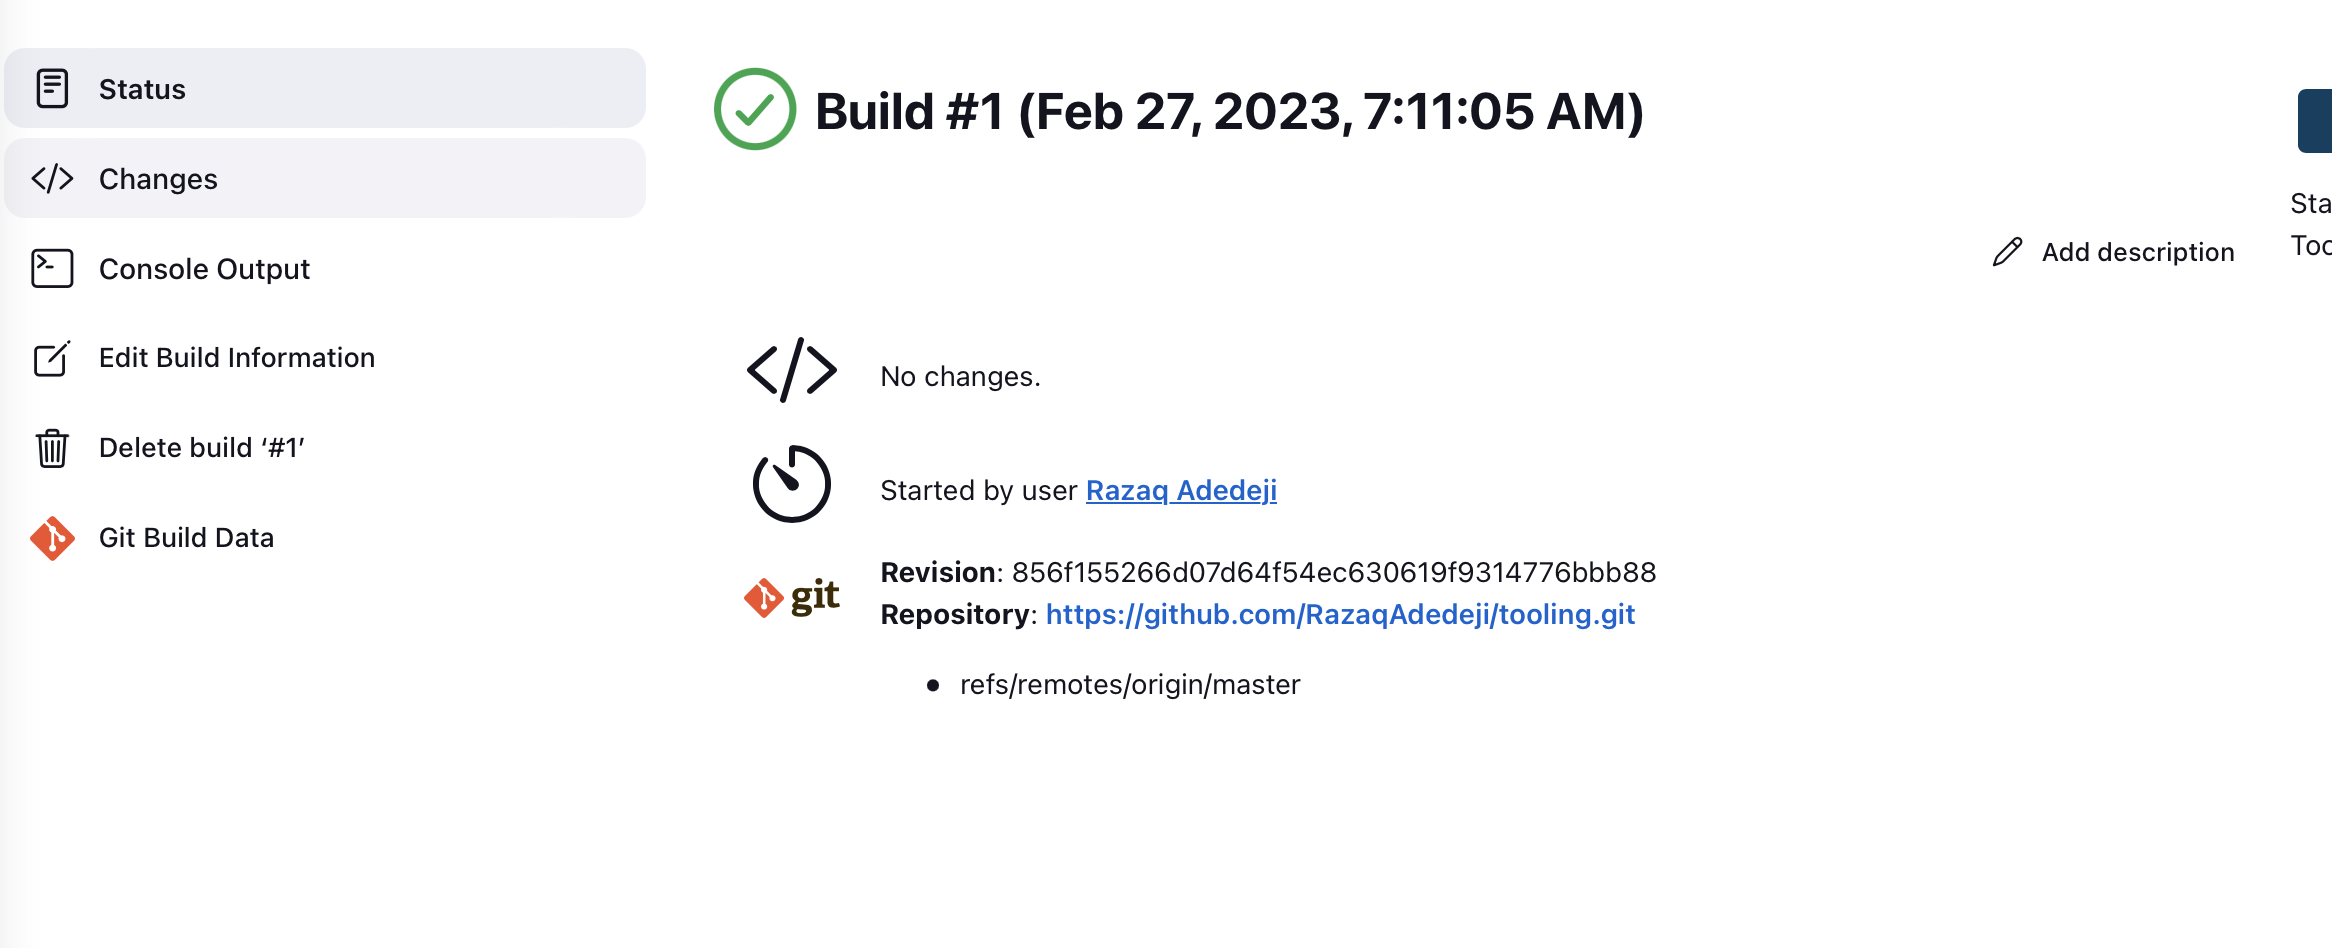 Status
Changes
Console Output
Edit Build Information
Delete build ‘#1’
Git Build Data
Build #1 (Feb 27, 2023, 7:11:05 AM)
Add description
No changes.
Started by user Razaq Adedeji
git
Revision: 856f155266d07d64f54ec630619f9314776bbb88
Repository: https://github.com/RazaqAdedeji/tooling.git
• refs/remotes/origin/master